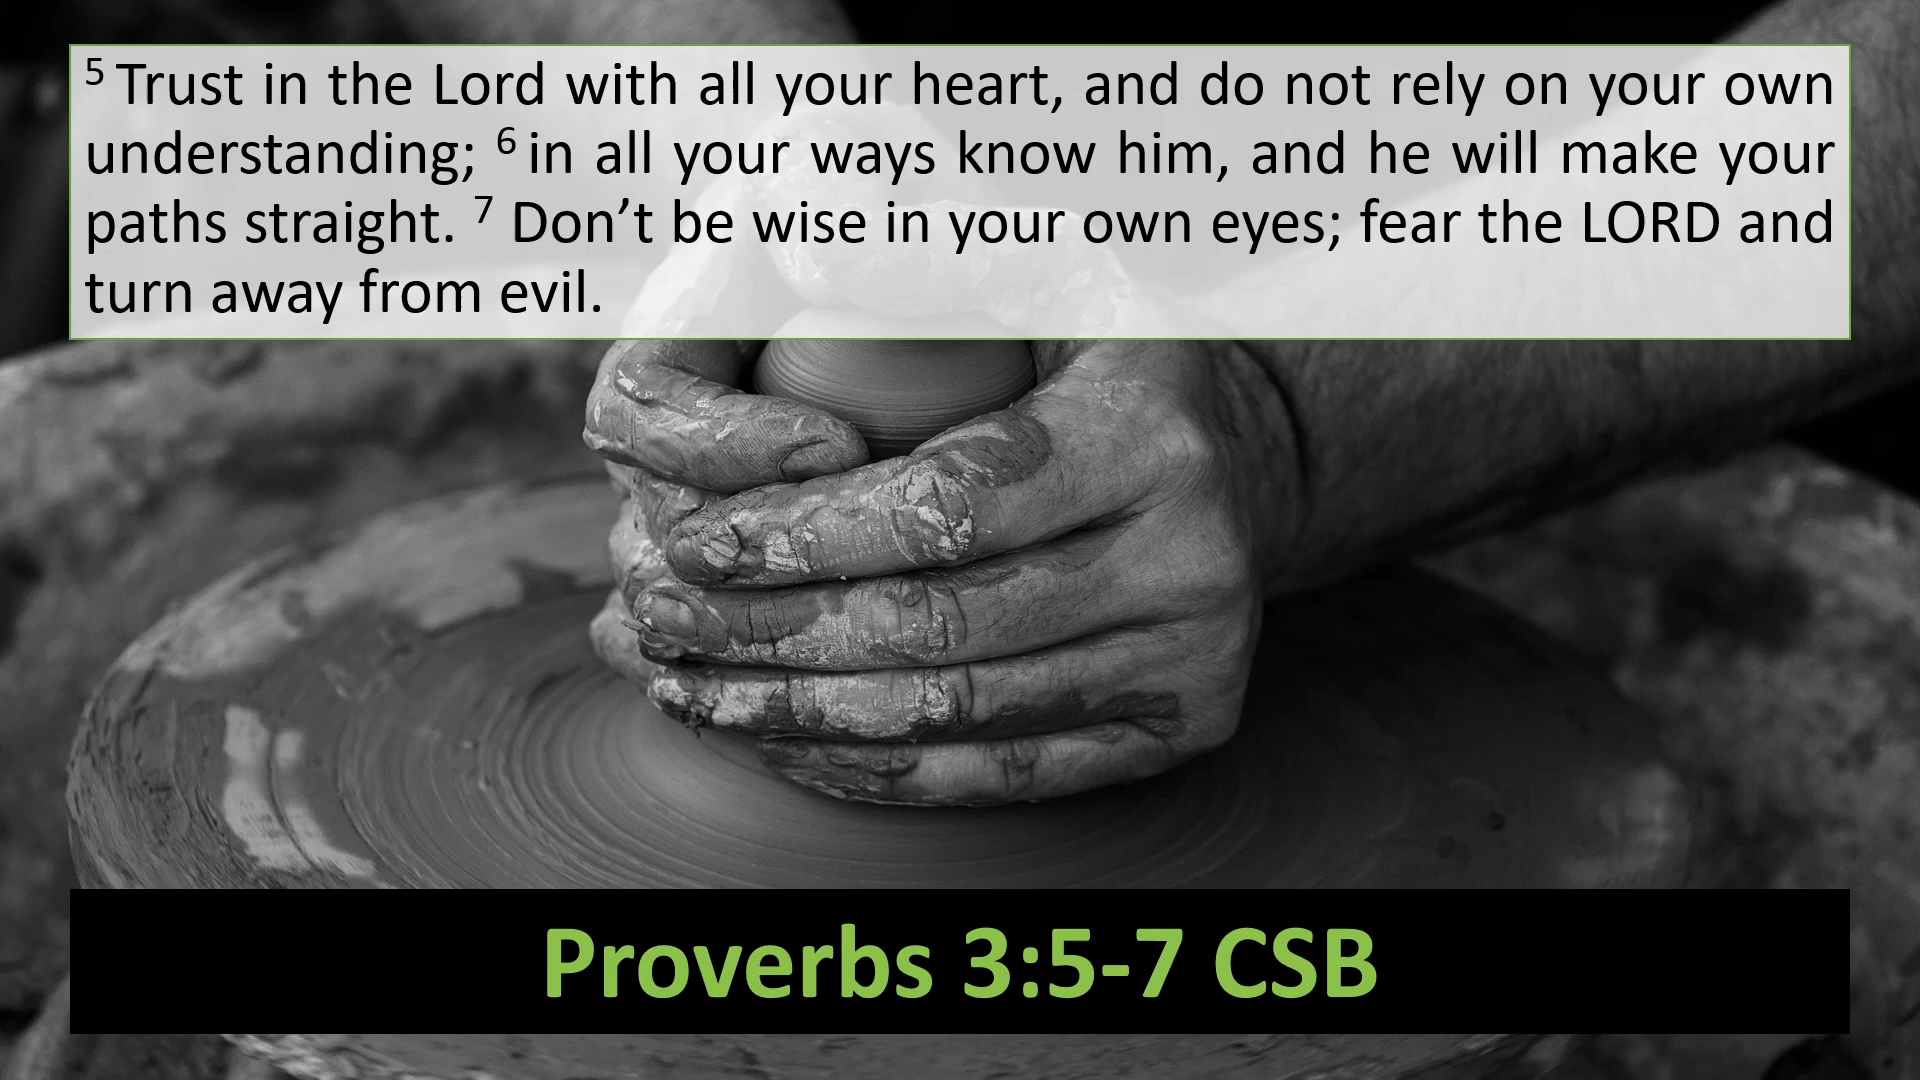 ⁵ Trust in the Lord with all your heart, and do not rely on your own
understanding; ⁶ in all your ways know him, and he will make your
paths straight. ⁷ Don’t be wise in your own eyes; fear the LORD and
turn away from evil.
Proverbs 3:5-7 CSB